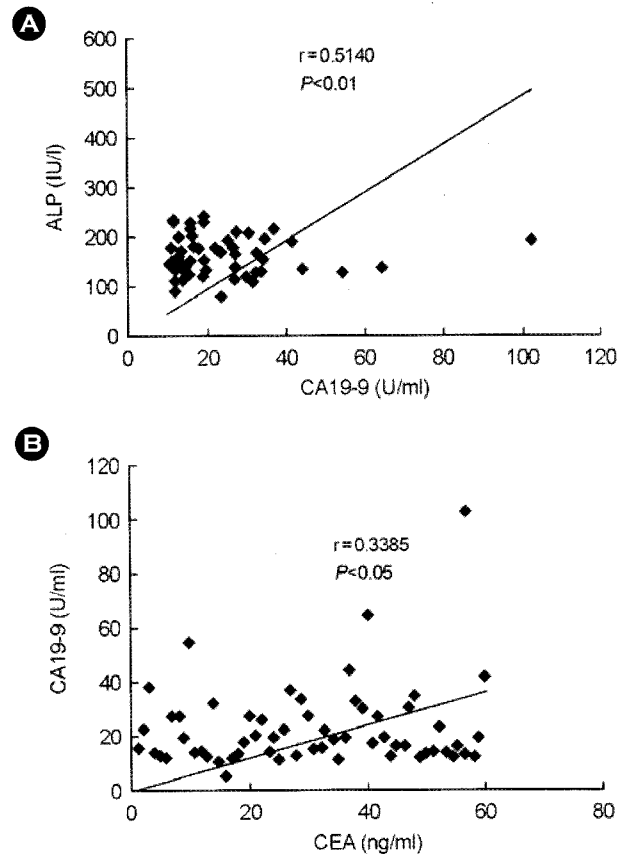 A
600
r=0.5140
P<0.01
500
400
300
200
100
0
ALP (IU/l)
0 20 40 60 80 100 120
CA19-9 (U/ml)
B
120
100
r=0.3385
P<0.05
80
60
40
20
0
CA19-9 (U/ml)
0 20 40 60 80
CEA (ng/ml)